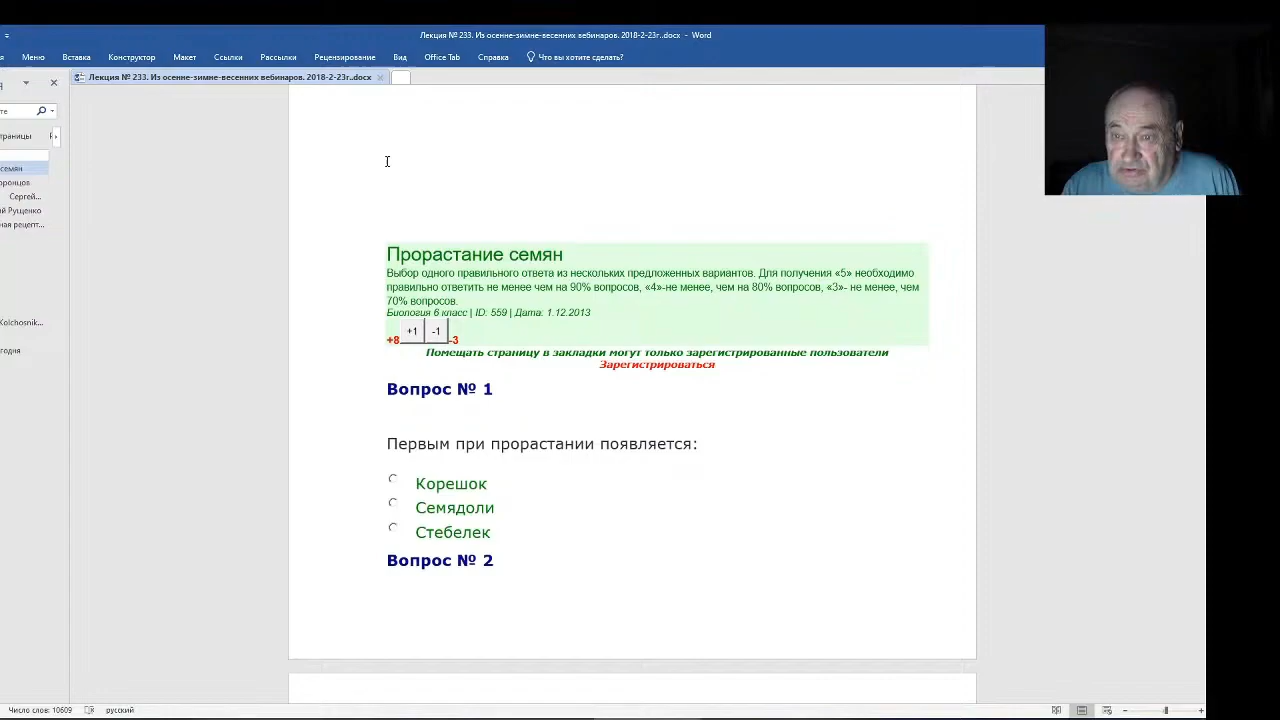 Лекция № 233. Из осенне-зимне-весенних вебинаров. 2018-2-23г..docx - Word
Меню Вставка Конструктор Макет Ссылки Рассылки Рецензирование Вид Office Tab Справка Что вы хотите сделать?
Лекция № 233. Из осенне-зимне-весенних вебинаров. 2018-2-23г..docx
Прорастание семян
Выбор одного правильного ответа из нескольких предложенных вариантов. Для получения «5» необходимо
правильно ответить не менее чем на 90% вопросов, «4»-не менее, чем на 80% вопросов, «3»- не менее, чем
70% вопросов.
Биология 6 класс | ID: 559 | Дата: 1.12.2013
+8 +1 -1 -3
Помещать страницу в закладки могут только зарегистрированные пользователи
Зарегистрироваться
Вопрос № 1
Первым при прорастании появляется:
Корешок
Семядоли
Стебелек
Вопрос № 2
Число слов: 10609 русский